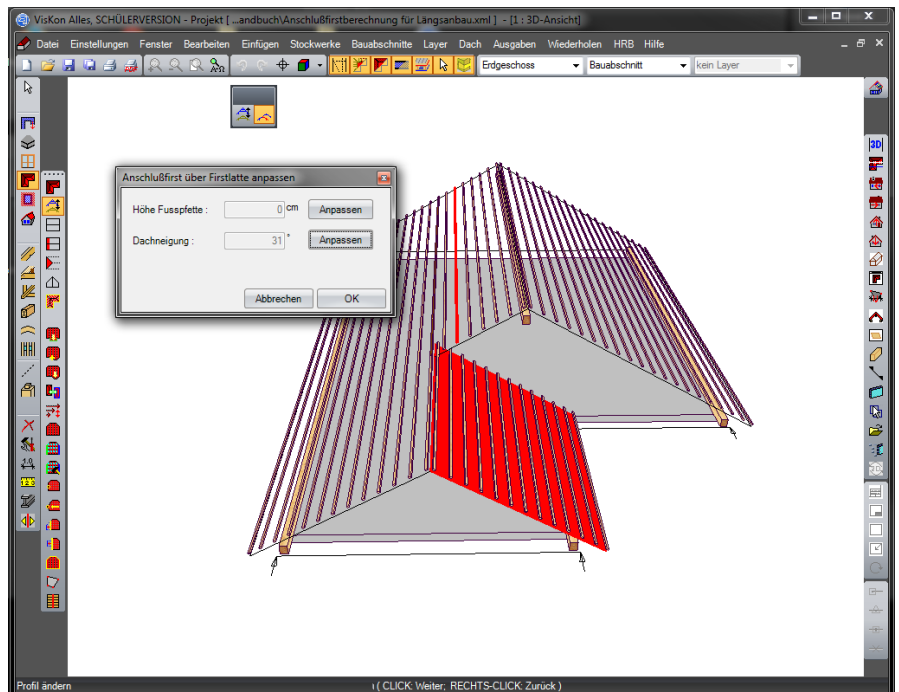 VisKon Alles, SCHÜLERVERSION - Projekt [ ...andbuch\Anschlußfirstberechnung für Längsanbau.xml ] - [1 : 3D-Ansicht]
Datei Einstellungen Fenster Bearbeiten Einfügen Stockwerke Bauabschnitte Layer Dach Ausgaben Wiederholen HRB Hilfe
Erdgeschoss Bauabschnitt kein Layer
3D
Anschlußfirst über Firstlatte anpassen
Höhe Fusspfette : 0 cm Anpassen
Dachneigung : 31 ° Anpassen
Abbrechen OK
Profil ändern ( CLICK: Weiter; RECHTS-CLICK: Zurück )